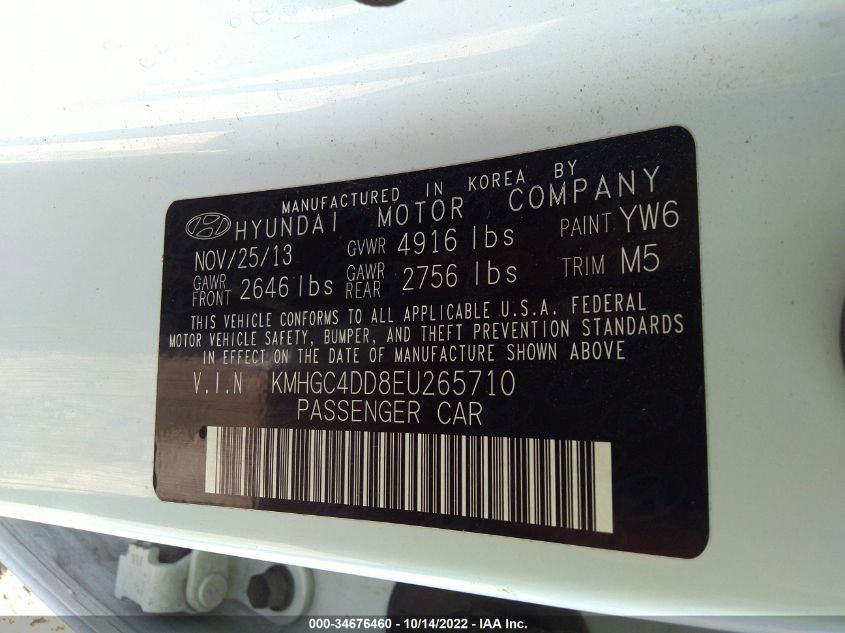 MANUFACTURED IN KOREA BY
HYUNDAI MOTOR COMPANY
NOV/25/13 GVWR 4916 lbs PAINT YW6
GAWR FRONT 2646 lbs GAWR REAR 2756 lbs TRIM M5
THIS VEHICLE CONFORMS TO ALL APPLICABLE U.S.A. FEDERAL
MOTOR VEHICLE SAFETY, BUMPER, AND THEFT PREVENTION STANDARDS
IN EFFECT ON THE DATE OF MANUFACTURE SHOWN ABOVE
V.I.N KMHGC4DD8EU265710
PASSENGER CAR
000-34676460 - 10/14/2022 - IAA Inc.